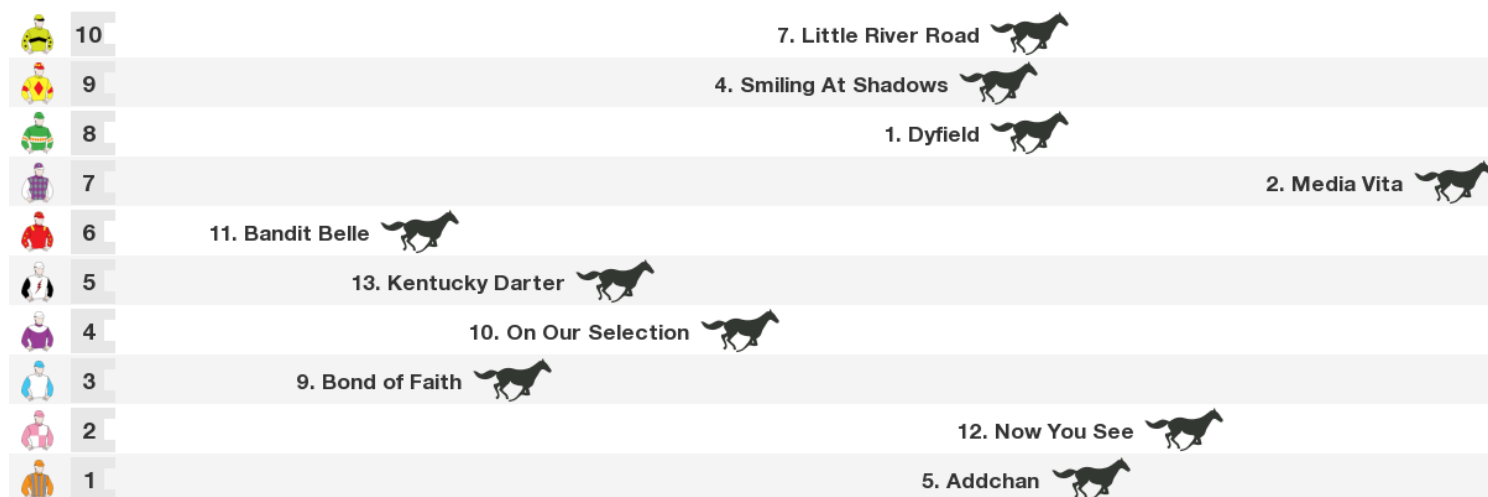 10 7. Little River Road
9 4. Smiling At Shadows
8 1. Dyfield
7 2. Media Vita
6 11. Bandit Belle
5 13. Kentucky Darter
4 10. On Our Selection
3 9. Bond of Faith
2 12. Now You See
1 5. Addchan